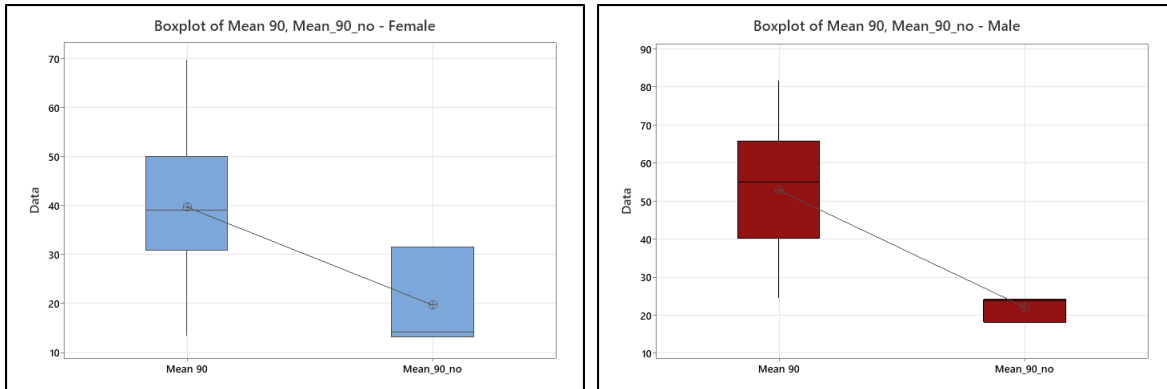 Boxplot of Mean 90, Mean_90_no - Female
70
60
50
40
30
20
10
Data
Mean 90
Mean_90_no
Boxplot of Mean 90, Mean_90_no - Male
90
80
70
60
50
40
30
20
10
Data
Mean 90
Mean_90_no